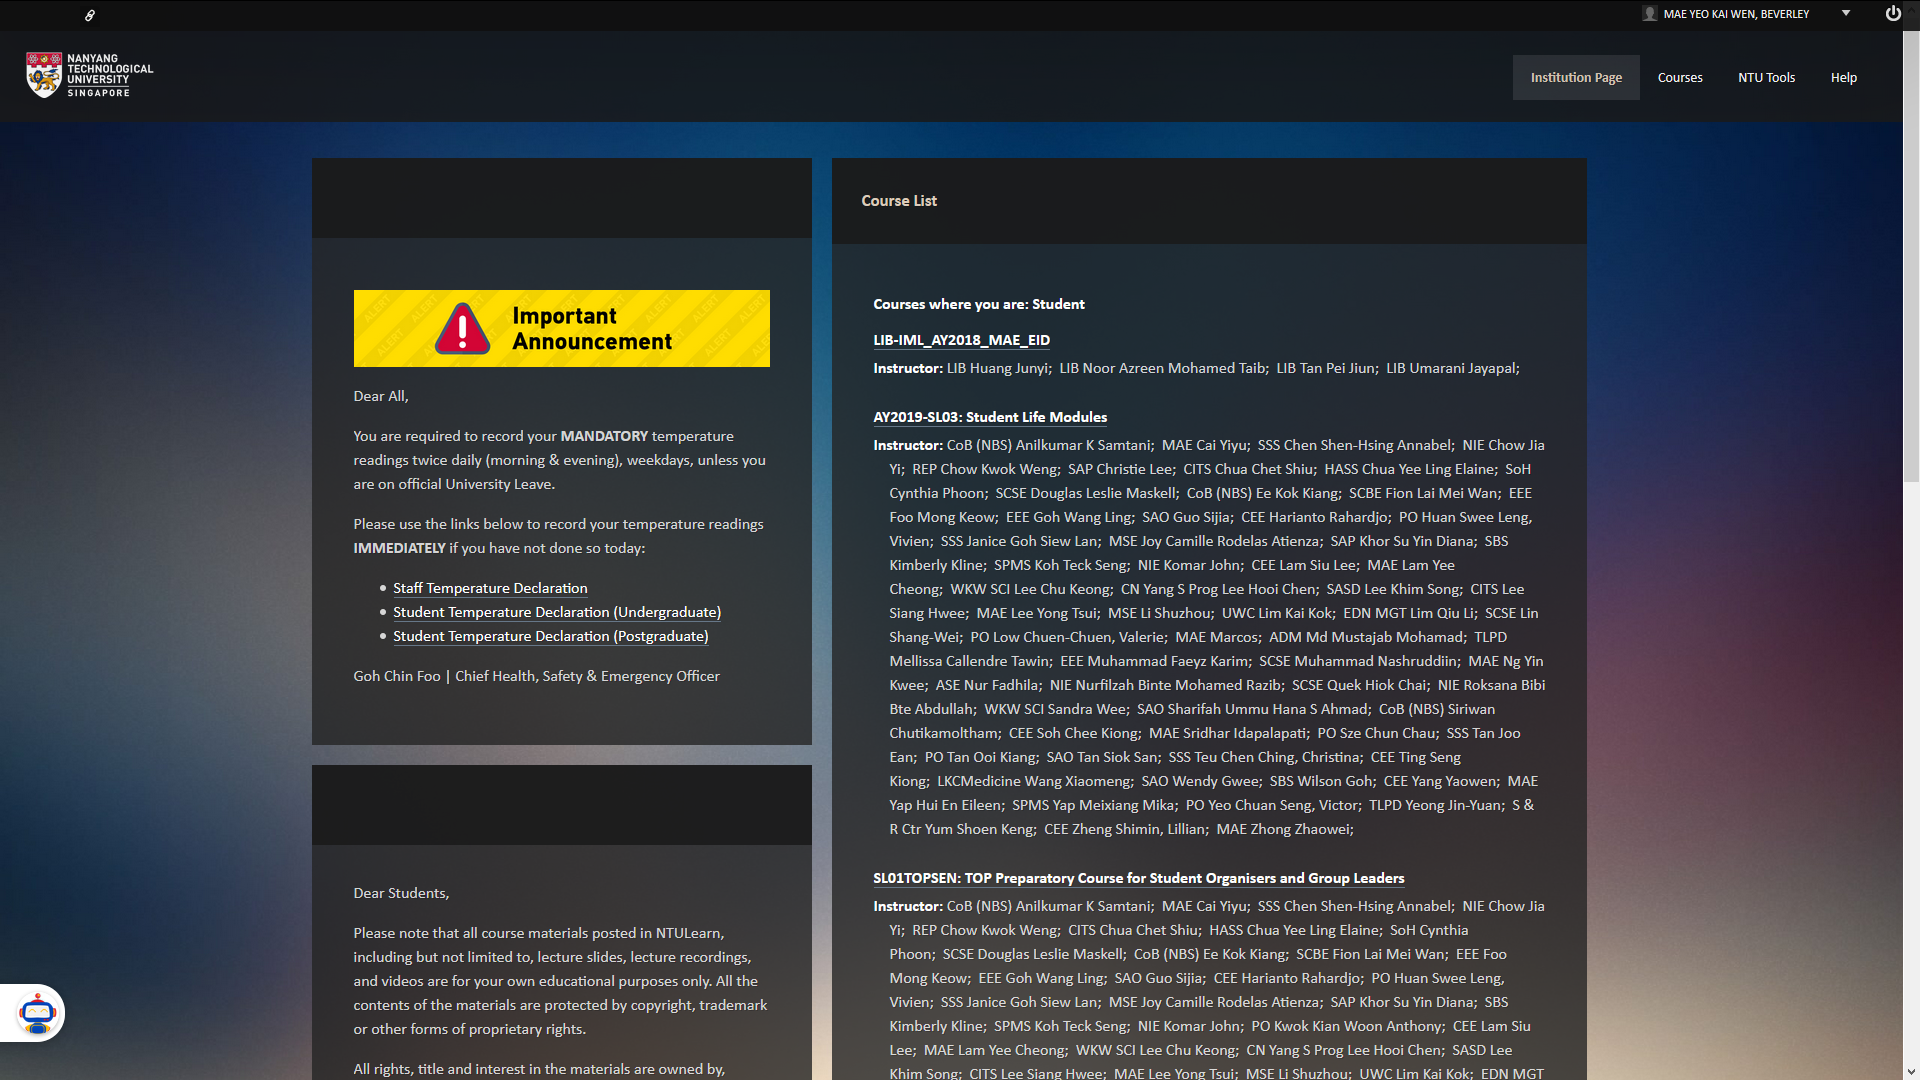 MAE YEO KAI WEN, BEVERLEY
NANYANG
TECHNOLOGICAL
UNIVERSITY
SINGAPORE
Institution Page
Courses
NTU Tools
Help
Important
Announcement
Dear All,
You are required to record your MANDATORY temperature
readings twice daily (morning & evening), weekdays, unless you
are on official University Leave.
Please use the links below to record your temperature readings
IMMEDIATELY if you have not done so today:
Staff Temperature Declaration
Student Temperature Declaration (Undergraduate)
Student Temperature Declaration (Postgraduate)
Goh Chin Foo | Chief Health, Safety & Emergency Officer
Dear Students,
Please note that all course materials posted in NTULearn,
including but not limited to, lecture slides, lecture recordings,
and videos are for your own educational purposes only. All the
contents of the materials are protected by copyright, trademark
or other forms of proprietary rights.
All rights, title and interest in the materials are owned by,
Course List
Courses where you are: Student
LIB-IML_AY2018_MAE_EID
Instructor: LIB Huang Junyi; LIB Noor Azreen Mohamed Taib; LIB Tan Pei Jiun; LIB Umarani Jayapal;
AY2019-SL03: Student Life Modules
Instructor: CoB (NBS) Anilkumar K Samtani; MAE Cai Yiyu; SSS Chen Shen-Hsing Annabel; NIE Chow Jia
Yi; REP Chow Kwok Weng; SAP Christie Lee; CITS Chua Chet Shiu; HASS Chua Yee Ling Elaine; SoH
Cynthia Phoon; SCSE Douglas Leslie Maskell; CoB (NBS) Ee Kok Kiang; SCBE Fion Lai Mei Wan; EEE
Foo Mong Keow; EEE Goh Wang Ling; SAO Guo Sijia; CEE Harianto Rahardjo; PO Huan Swee Leng,
Vivien; SSS Janice Goh Siew Lan; MSE Joy Camille Rodelas Atienza; SAP Khor Su Yin Diana; SBS
Kimberly Kline; SPMS Koh Teck Seng; NIE Komar John; CEE Lam Siu Lee; MAE Lam Yee
Cheong; WKW SCI Lee Chu Keong; CN Yang S Prog Lee Hooi Chen; SASD Lee Khim Song; CITS Lee
Siang Hwee; MAE Lee Yong Tsui; MSE Li Shuzhou; UWC Lim Kai Kok; EDN MGT Lim Qiu Li; SCSE Lin
Shang-Wei; PO Low Chuen-Chuen, Valerie; MAE Marcos; ADM Md Mustajab Mohamad; TLPD
Mellissa Callendre Tawin; EEE Muhammad Faeyz Karim; SCSE Muhammad Nashruddiin; MAE Ng Yin
Kwee; ASE Nur Fadhila; NIE Nurfilzah Binte Mohamed Razib; SCSE Quek Hiok Chai; NIE Roksana Bibi
Bte Abdullah; WKW SCI Sandra Wee; SAO Sharifah Ummu Hana S Ahmad; CoB (NBS) Siriwan
Chutikamoltham; CEE Soh Chee Kiong; MAE Sridhar Idapalapati; PO Sze Chun Chau; SSS Tan Joo
Ean; PO Tan Ooi Kiang; SAO Tan Siok San; SSS Teu Chen Ching, Christina; CEE Ting Seng
Kiong; LKCMedicine Wang Xiaomeng; SAO Wendy Gwee; SBS Wilson Goh; CEE Yang Yaowen; MAE
Yap Hui En Eileen; SPMS Yap Meixiang Mika; PO Yeo Chuan Seng, Victor; TLPD Yeong Jin-Yuan; S &
R Ctr Yum Shoen Keng; CEE Zheng Shimin, Lillian; MAE Zhong Zhaowei;
SL01TOPSEN: TOP Preparatory Course for Student Organisers and Group Leaders
Instructor: CoB (NBS) Anilkumar K Samtani; MAE Cai Yiyu; SSS Chen Shen-Hsing Annabel; NIE Chow Jia
Yi; REP Chow Kwok Weng; CITS Chua Chet Shiu; HASS Chua Yee Ling Elaine; SoH Cynthia
Phoon; SCSE Douglas Leslie Maskell; CoB (NBS) Ee Kok Kiang; SCBE Fion Lai Mei Wan; EEE Foo
Mong Keow; EEE Goh Wang Ling; SAO Guo Sijia; CEE Harianto Rahardjo; PO Huan Swee Leng,
Vivien; SSS Janice Goh Siew Lan; MSE Joy Camille Rodelas Atienza; SAP Khor Su Yin Diana; SBS
Kimberly Kline; SPMS Koh Teck Seng; NIE Komar John; PO Kwok Kian Woon Anthony; CEE Lam Siu
Lee; MAE Lam Yee Cheong; WKW SCI Lee Chu Keong; CN Yang S Prog Lee Hooi Chen; SASD Lee
Khim Song; CITS Lee Siang Hwee; MAE Lee Yong Tsui; MSE Li Shuzhou; UWC Lim Kai Kok; EDN MGT